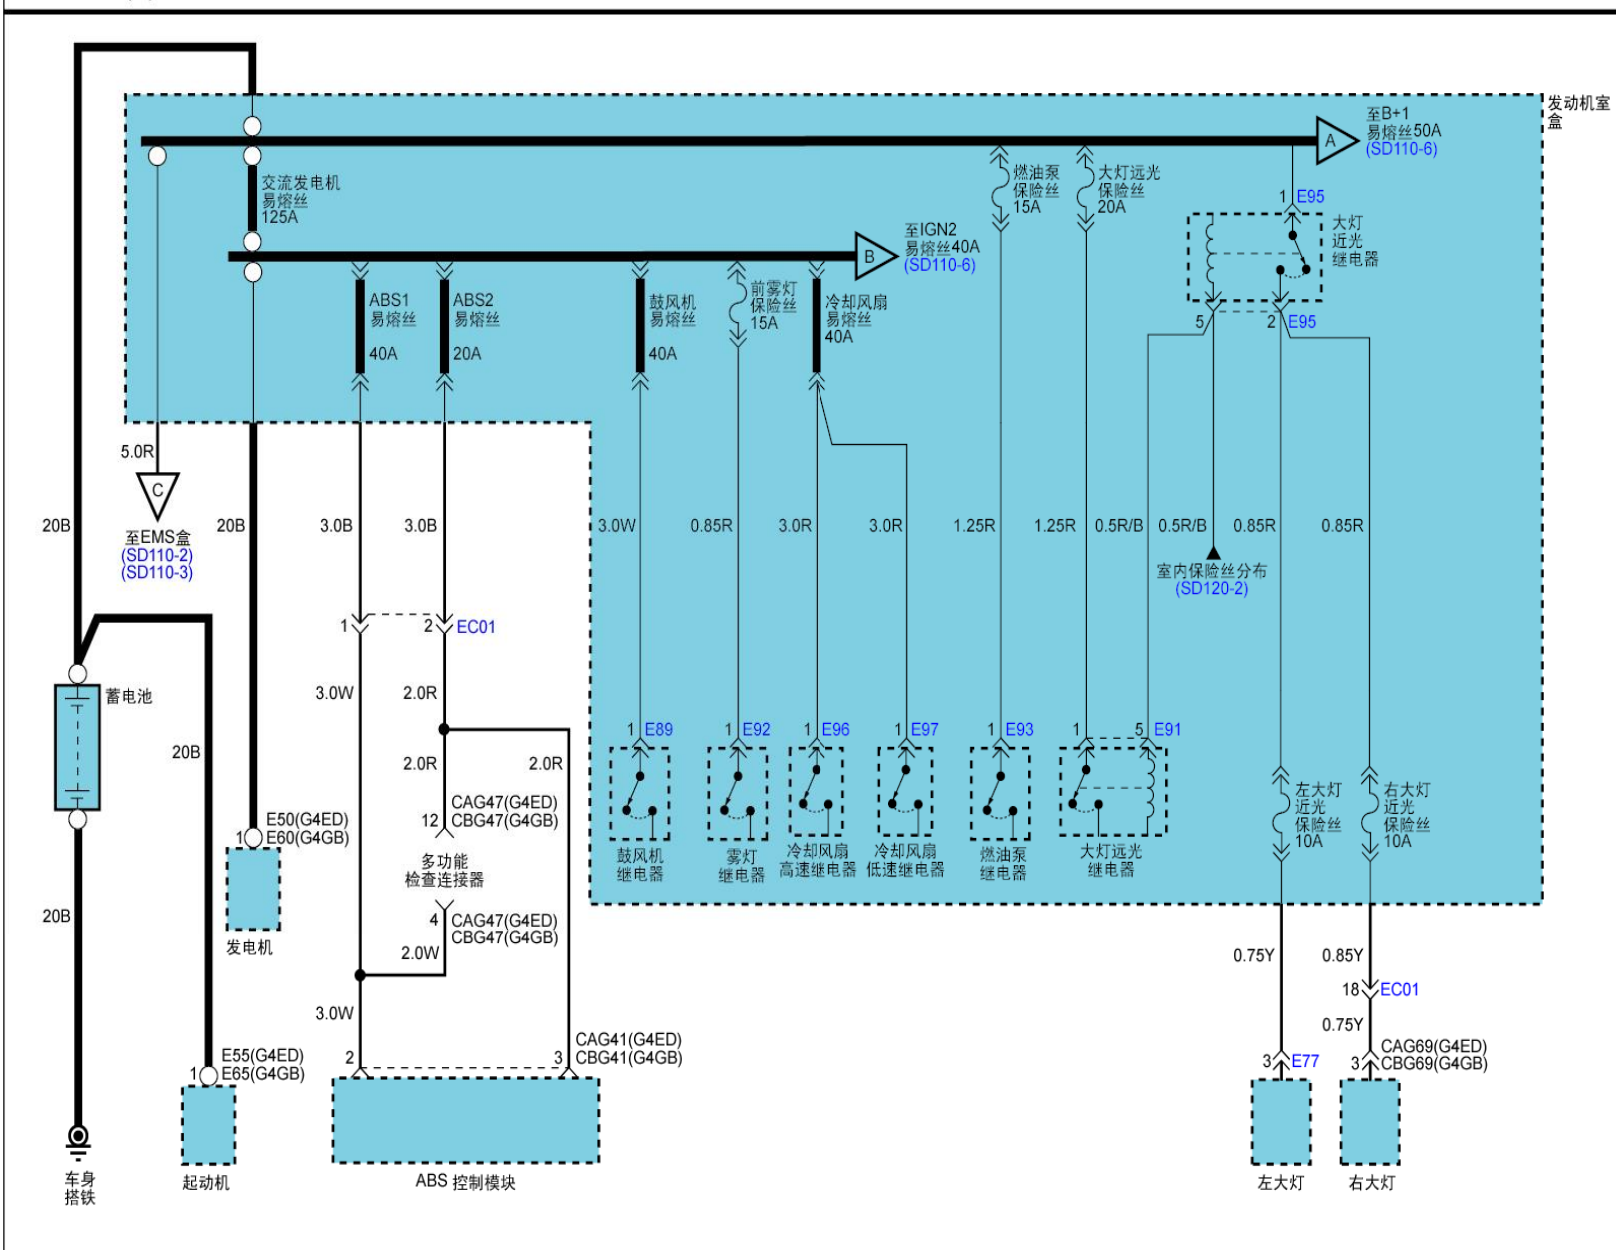 发动机室
盒
至B+1
易熔丝50A
(SD110-6)
A
交流发电机
易熔丝
125A
燃油泵
保险丝
15A
大灯远光
保险丝
20A
1
E95
大灯
近光
继电器
至IGN2
易熔丝40A
(SD110-6)
B
ABS1
易熔丝
40A
ABS2
易熔丝
20A
鼓风机
易熔丝
40A
前雾灯
保险丝
15A
冷却风扇
易熔丝
40A
5
2
E95
5.0R
C
至EMS盒
(SD110-2)
(SD110-3)
20B
20B
3.0B
3.0B
3.0W
0.85R
3.0R
3.0R
1.25R
1.25R
0.5R/B
0.5R/B
0.85R
0.85R
室内保险丝分布
(SD120-2)
1
2
EC01
蓄电池
3.0W
2.0R
20B
2.0R
2.0R
1
E89
1
E92
1
E96
1
E97
1
E93
1
5
E91
鼓风机
继电器
雾灯
继电器
冷却风扇
高速继电器
冷却风扇
低速继电器
燃油泵
继电器
大灯远光
继电器
左大灯
近光
保险丝
10A
右大灯
近光
保险丝
10A
1
E50(G4ED)
E60(G4GB)
发电机
12
CAG47(G4ED)
CBG47(G4GB)
多功能
检查连接器
4
CAG47(G4ED)
CBG47(G4GB)
2.0W
20B
3.0W
0.75Y
0.85Y
18
EC01
0.75Y
1
E55(G4ED)
E65(G4GB)
2
3
CAG41(G4ED)
CBG41(G4GB)
3
E77
3
CAG69(G4ED)
CBG69(G4GB)
车身
搭铁
起动机
ABS 控制模块
左大灯
右大灯